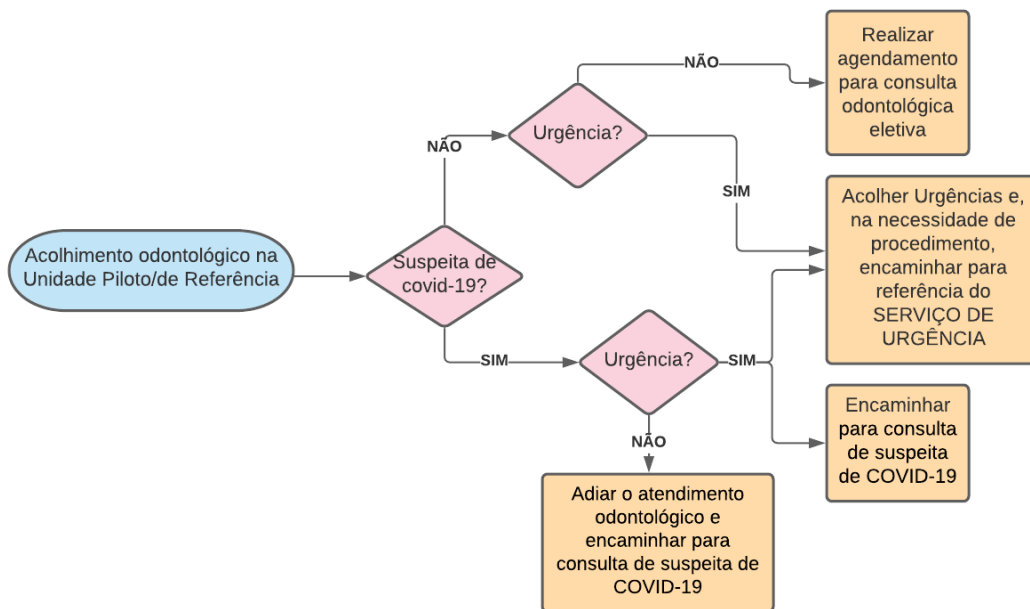 Acolhimento odontológico na
Unidade Piloto/de Referência
Suspeita de
covid-19?
NÃO
Urgência?
NÃO
Realizar
agendamento
para consulta
odontológica
eletiva
SIM
Acolher Urgências e,
na necessidade de
procedimento,
encaminhar para
referência do
SERVIÇO DE
URGÊNCIA
SIM
Urgência?
SIM
Encaminhar
para consulta
de suspeita
de COVID-19
NÃO
Adiar o atendimento
odontológico e
encaminhar para
consulta de suspeita de
COVID-19